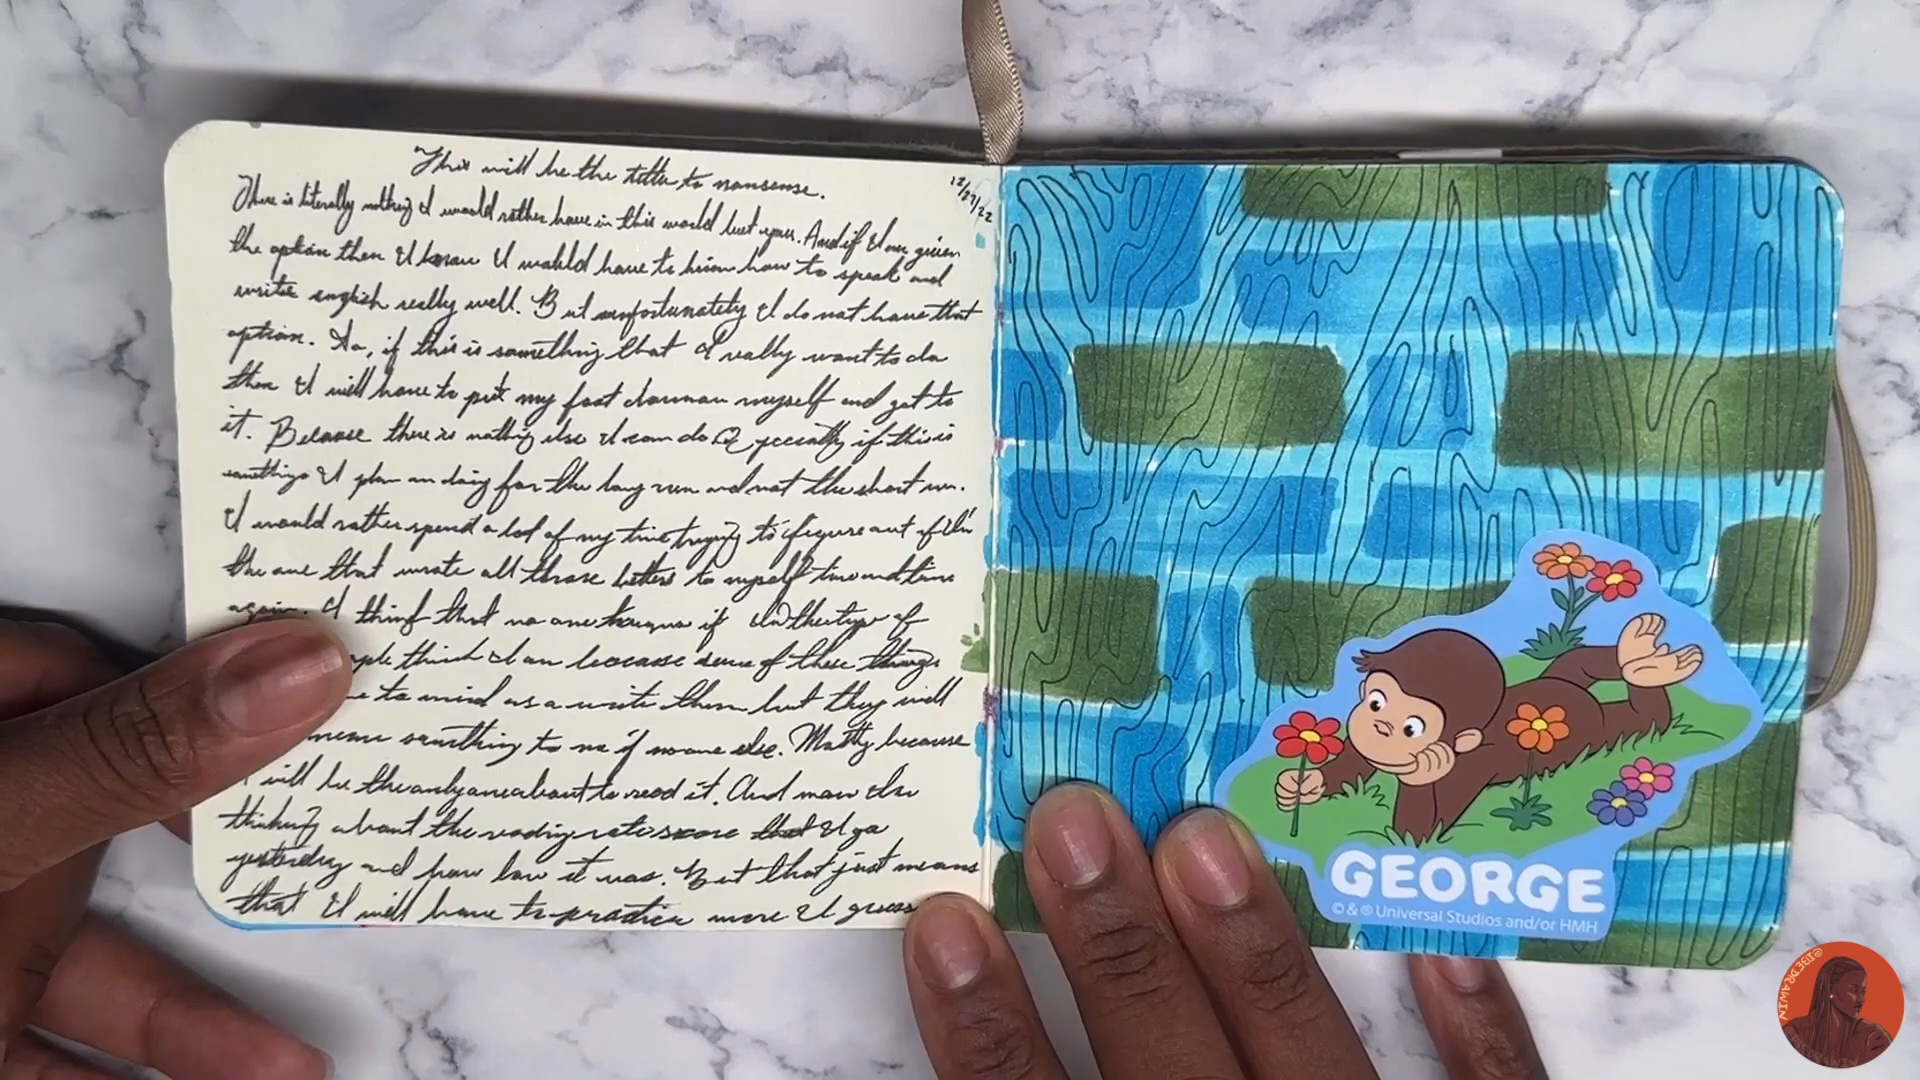 This will be the title to nonsense.
12/27/22
There is literally nothing I would rather have in this world but you. And if I am given
the option then I know I would have to know how to speak and
write english really well. But unfortunately I do not have that
option. So, if this is something that I really want to do
then I will have to put my foot down myself and get to
it. Because there is nothing else I can do if this is
something I plan on doing for the long run and not the short run.
I would rather spend a lot of my time trying to figure out if I'm
the one that wrote all those letters to myself time and time
again. I think that no one if the type of
think I am because some of these things
to mind as a write them but they will
mean something to me if no one else. Mostly because
I will be the only one about to read it. And now
thinking about the reading rate score that I go
yesterday and how low it was. But that just means
that I will have to practice more I guess
GEORGE
© & ® Universal Studios and/or HMH
@IBEDRAWIN